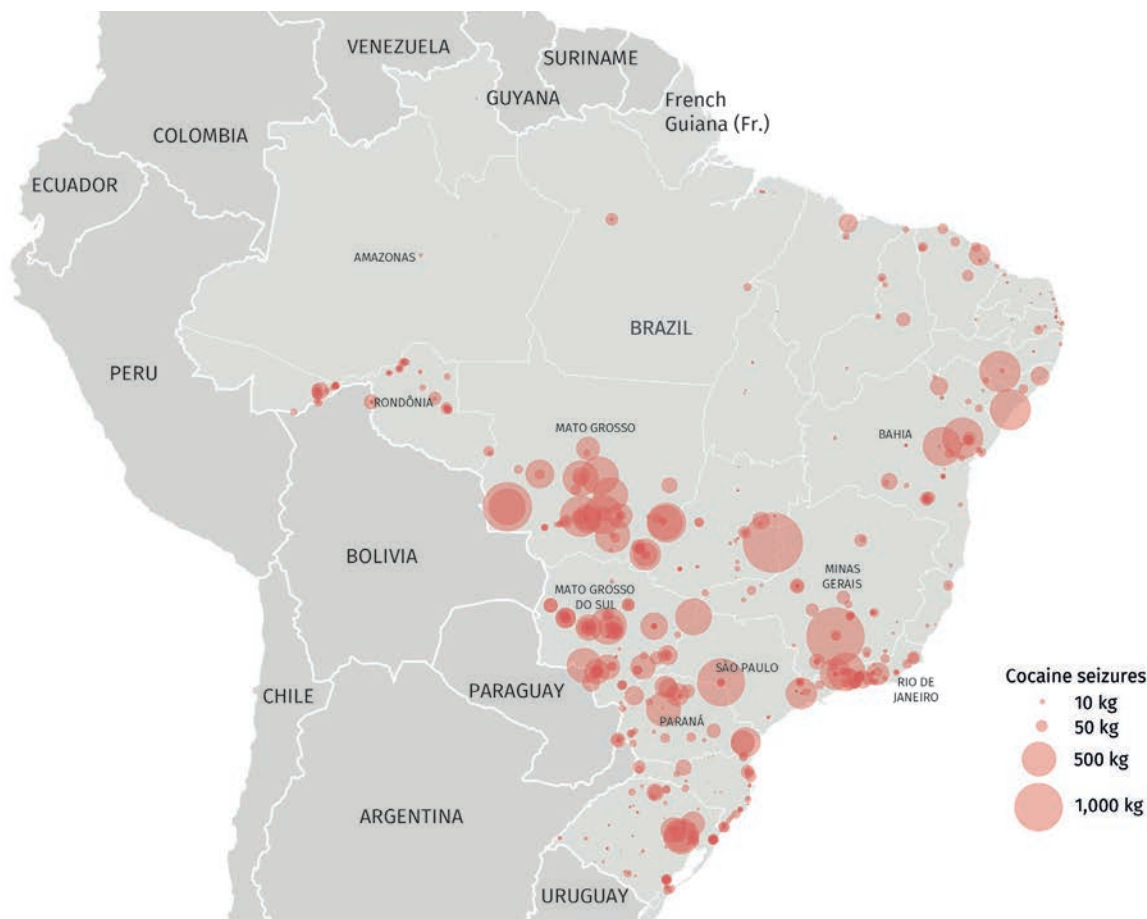 VENEZUELA
SURINAME
GUYANA
French
Guiana (Fr.)
COLOMBIA
ECUADOR
AMAZONAS
BRAZIL
PERU
RONDÔNIA
MATO GROSSO
BAHIA
BOLIVIA
MINAS
GERAIS
MATO GROSSO
DO SUL
SÃO PAULO
RIO DE
JANEIRO
CHILE
PARAGUAY
PARANÁ
ARGENTINA
URUGUAY
Cocaine seizures
10 kg
50 kg
500 kg
1,000 kg